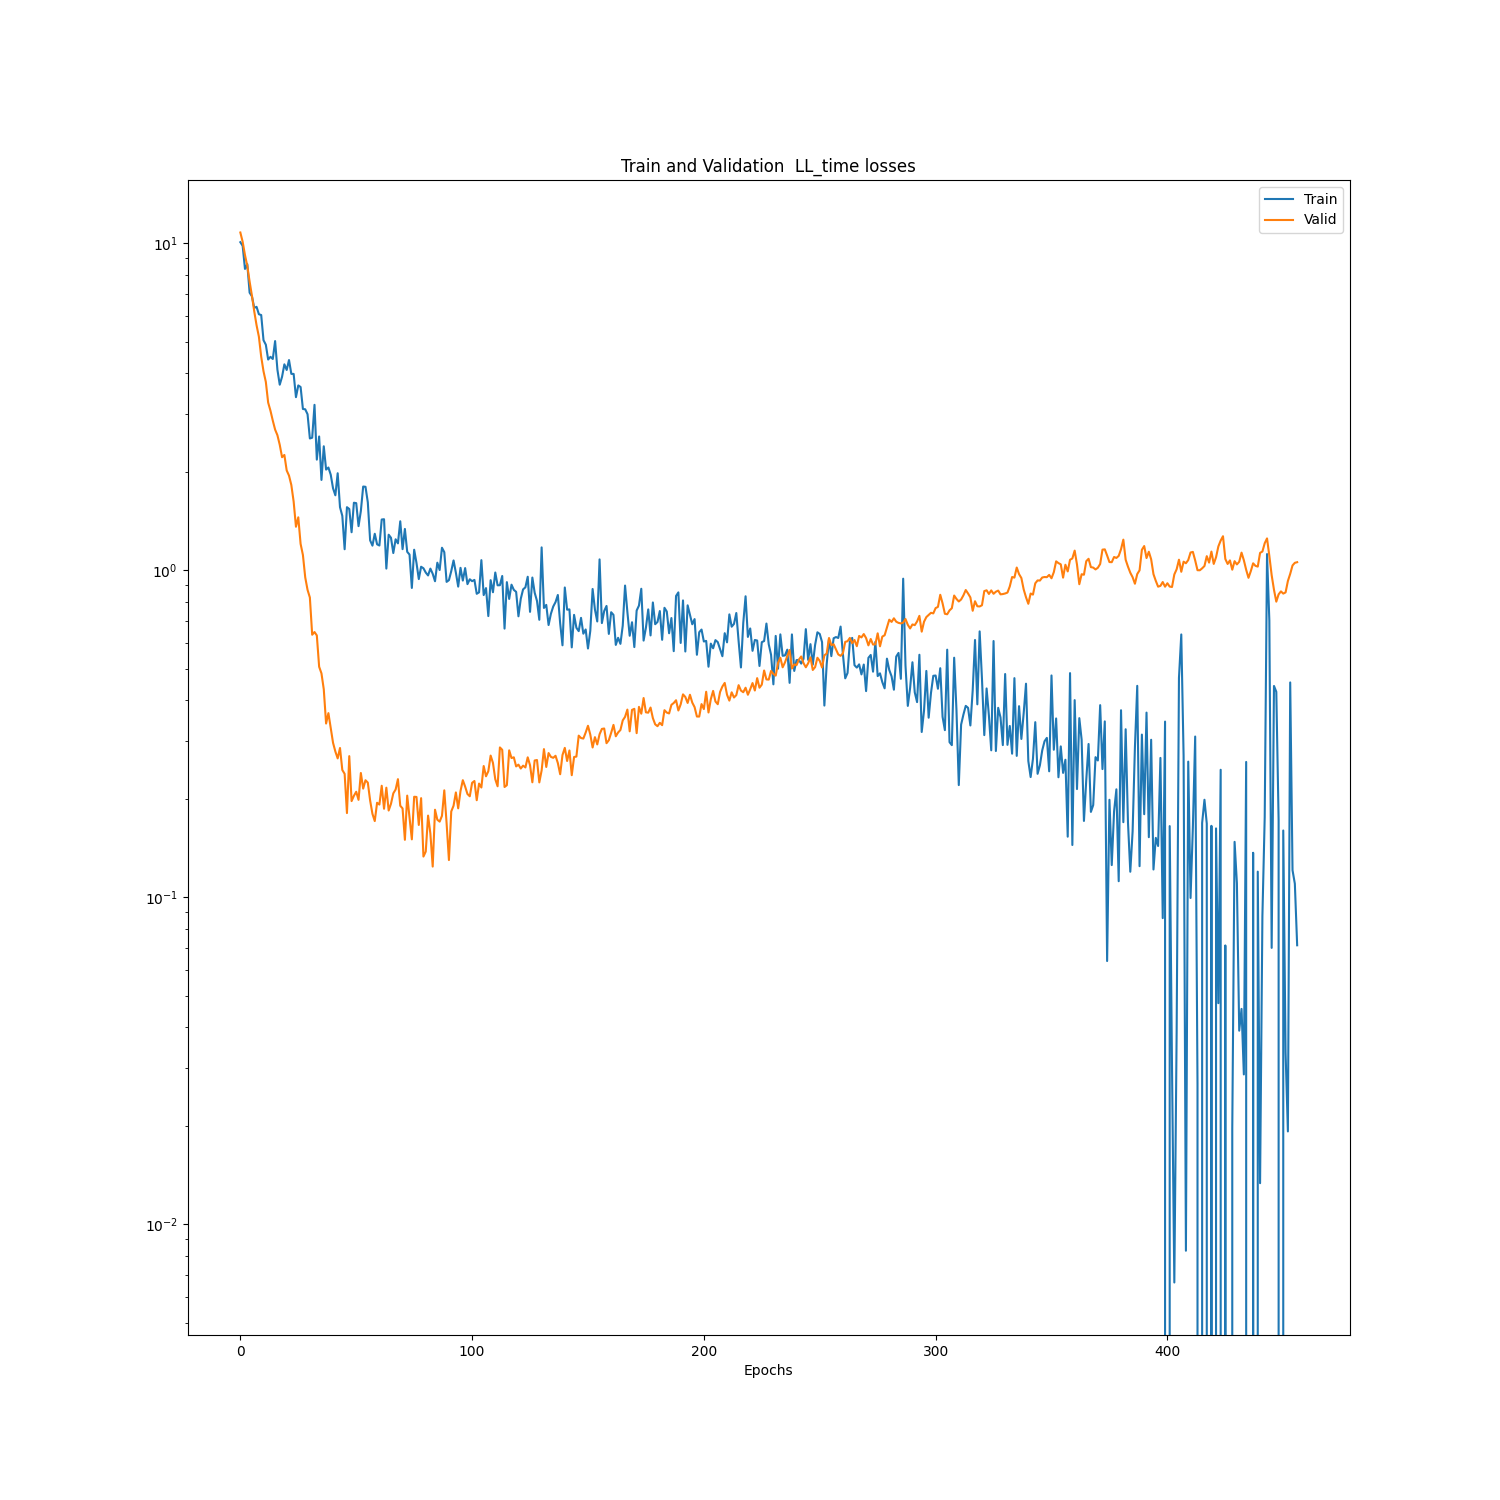 Train and Validation  LL_time losses
Train
Valid
10^1
10^0
10^-1
10^-2
0 100 200 300 400
Epochs